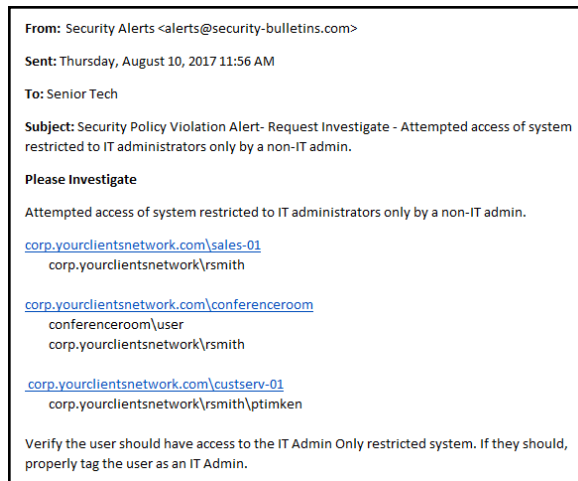 From: Security Alerts <alerts@security-bulletins.com>
Sent: Thursday, August 10, 2017 11:56 AM
To: Senior Tech
Subject: Security Policy Violation Alert- Request Investigate - Attempted access of system
restricted to IT administrators only by a non-IT admin.
Please Investigate
Attempted access of system restricted to IT administrators only by a non-IT admin.
corp.yourclientsnetwork.com\sales-01
corp.yourclientsnetwork\rsmith
corp.yourclientsnetwork.com\conferenceroom
conferenceroom\user
corp.yourclientsnetwork\rsmith
corp.yourclientsnetwork.com\custserv-01
corp.yourclientsnetwork\rsmith\ptimken
Verify the user should have access to the IT Admin Only restricted system. If they should,
properly tag the user as an IT Admin.